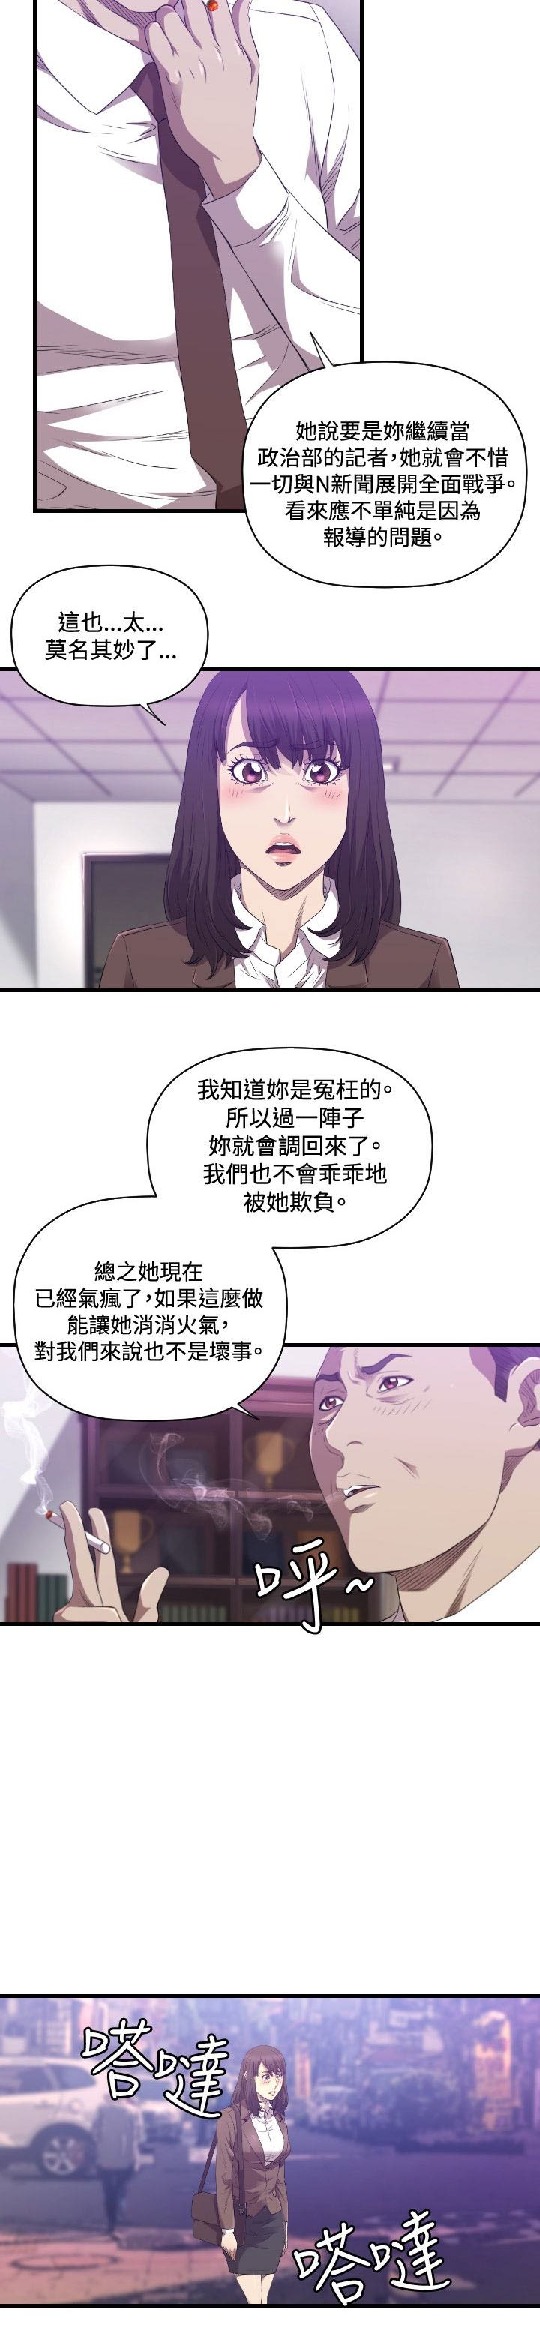 她說要是妳繼續當
政治部的記者，她就會不惜
一切與N新聞展開全面戰爭。
看來應不單純是因為
報導的問題。
這也...太...
莫名其妙了...
我知道妳是冤枉的。
所以過一陣子
妳就會調回來了。
我們也不會乖乖地
被她欺負。
總之她現在
已經氣瘋了，如果這麼做
能讓她消消火氣，
對我們來說也不是壞事。
呼~
嗒噠
嗒噠